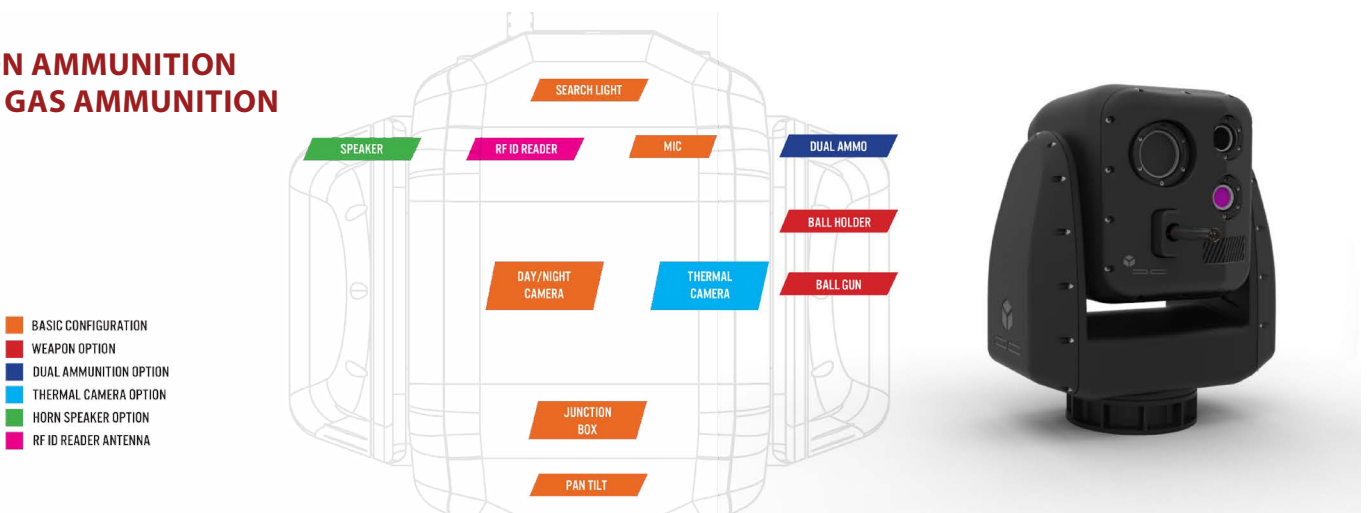 N AMMUNITION
GAS AMMUNITION
SEARCH LIGHT
SPEAKER
RF ID READER
MIC
DUAL AMMO
BALL HOLDER
DAY/NIGHT
CAMERA
THERMAL
CAMERA
BALL GUN
BASIC CONFIGURATION
WEAPON OPTION
DUAL AMMUNITION OPTION
THERMAL CAMERA OPTION
HORN SPEAKER OPTION
RF ID READER ANTENNA
JUNCTION
BOX
PAN TILT